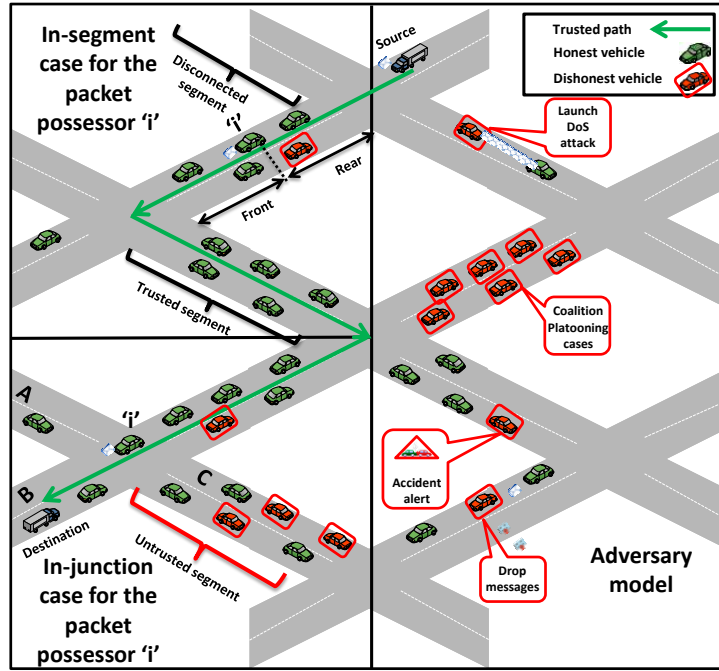 In-segment
case for the
packet
possessor ‘i’
Disconnected
segment
‘i’
Source
Front
Rear
Trusted segment
Trusted path
Honest vehicle
Dishonest vehicle
Launch
DoS
attack
Coalition
Platooning
cases
A
B
‘i’
C
Destination
Untrusted segment
In-junction
case for the
packet
possessor ‘i’
Accident
alert
Drop
messages
Adversary
model